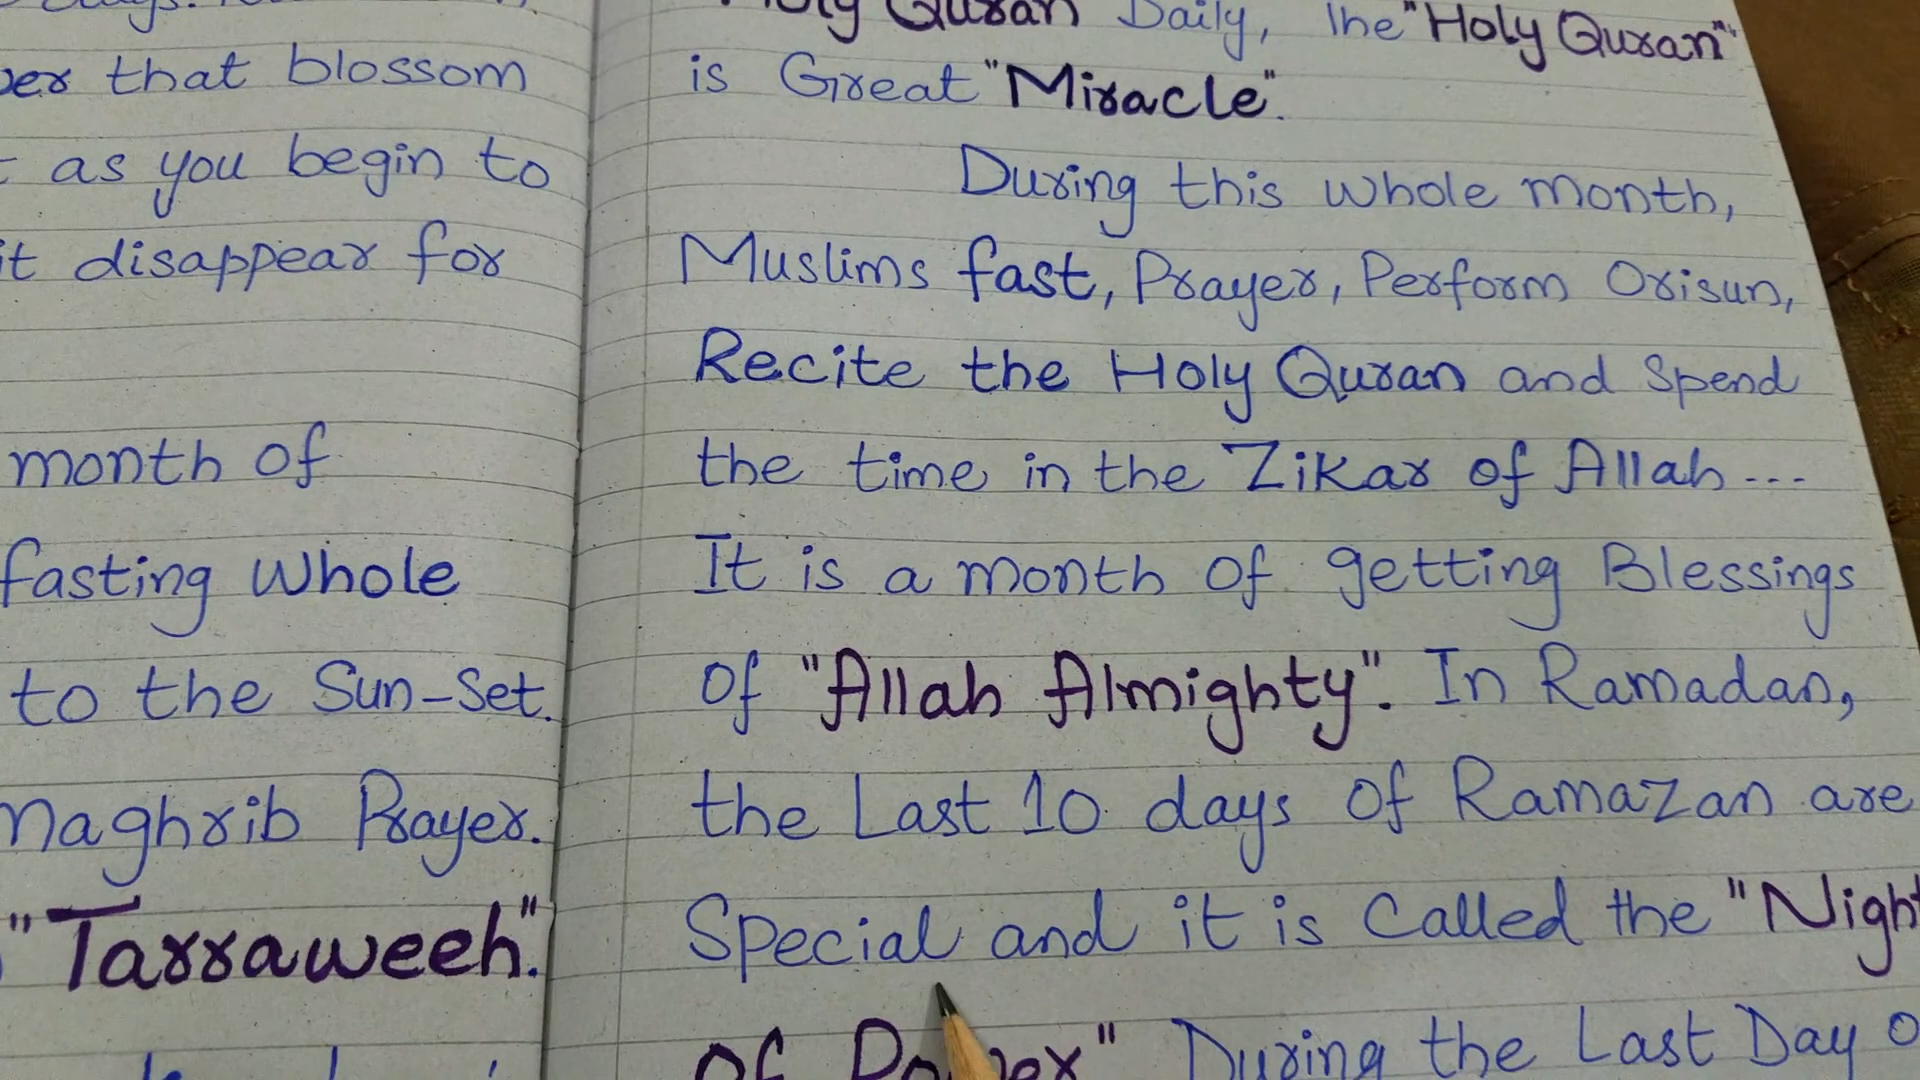 that blossom
as you begin to
it disappear for
month of
fasting whole
to the Sun-Set.
Maghrib Prayer.
"Tarraweeh".
Holy Quran Daily, The "Holy Quran"
is Great "Miracle".
During this whole month,
Muslims fast, Prayer, Perform Orisun,
Recite the Holy Quran and Spend
the time in the Zikar of Allah...
It is a month of getting Blessings
of "Allah Almighty". In Ramadan,
the Last 10 days of Ramazan are
Special and it is Called the "Night
of Power" During the Last Day